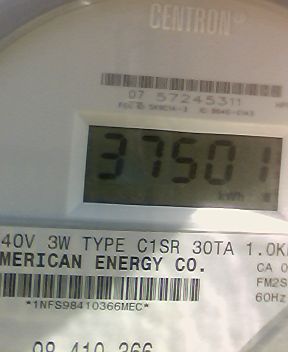 CENTRON®
07 57245311
37501
kWh
40V 3W TYPE C1SR 30TA 1.0K
MERICAN ENERGY CO.
CA 0
FM2S
*1NFS98410366MEC*
60Hz
98 410 366